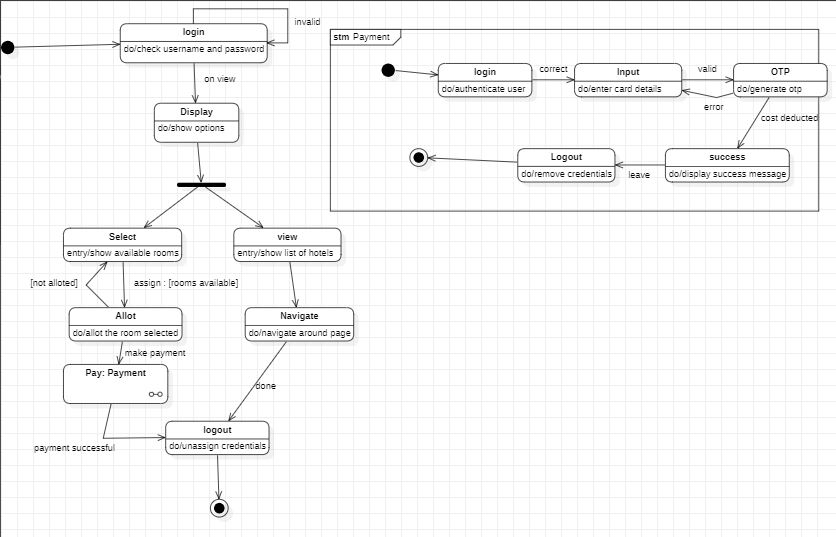 login
do/check username and password
invalid
on view
Display
do/show options
Select
entry/show available rooms
view
entry/show list of hotels
[not alloted]
assign : [rooms available]
Allot
do/allot the room selected
Navigate
do/navigate around page
make payment
Pay: Payment
done
logout
do/unassign credentials
payment successful
stm Payment
login
do/authenticate user
correct
Input
do/enter card details
valid
OTP
do/generate otp
error
cost deducted
success
do/display success message
leave
Logout
do/remove credentials